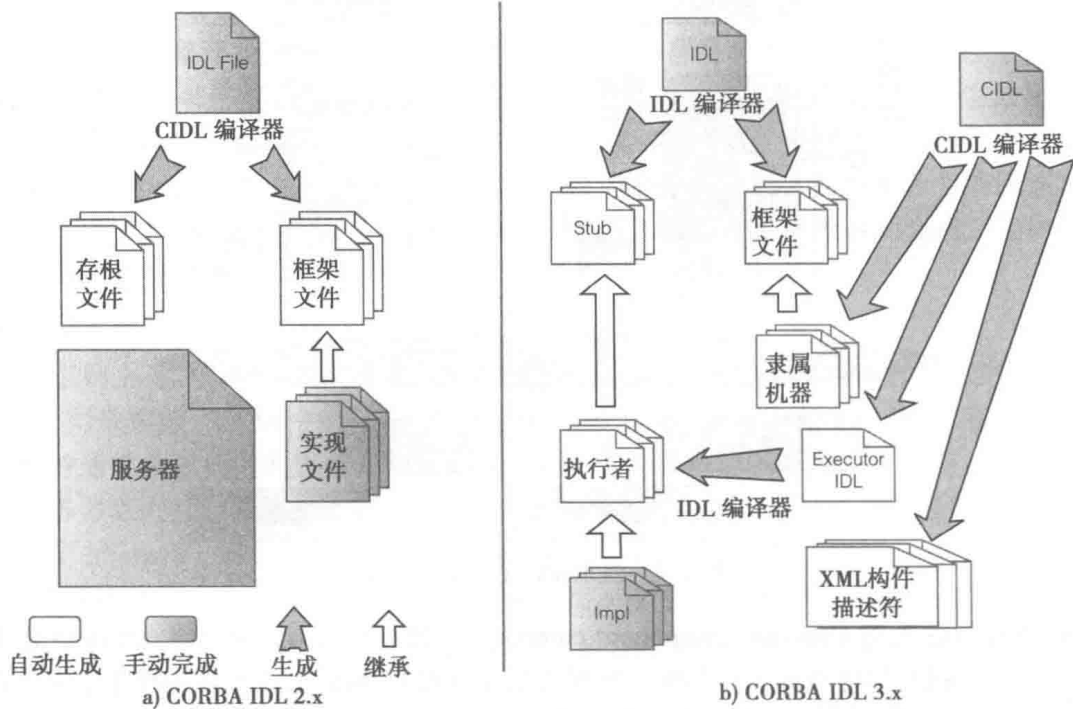 IDL File
CIDL 编译器
存根
文件
框架
文件
服务器
实现
文件
自动生成
手动完成
生成
继承
a) CORBA IDL 2.x
IDL
IDL 编译器
CIDL
CIDL 编译器
Stub
框架
文件
隶属
机器
执行者
Executor
IDL
IDL 编译器
Impl
XML构件
描述符
b) CORBA IDL 3.x